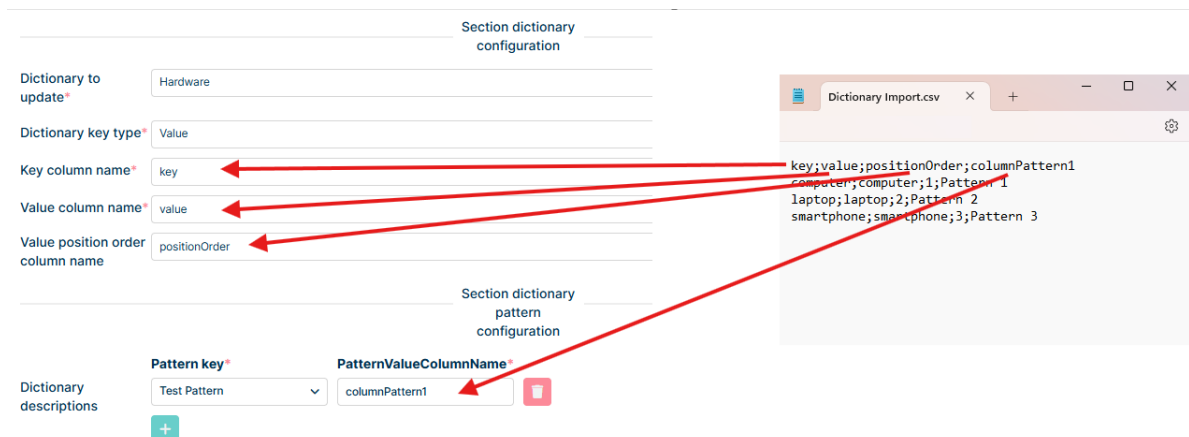 Section dictionary
configuration
Dictionary to
update*
Hardware
Dictionary key type*
Value
Key column name*
key
Value column name*
value
Value position order
column name
positionOrder
Section dictionary
pattern
configuration
Pattern key*
PatternValueColumnName*
Dictionary
descriptions
Test Pattern
columnPattern1
+
Dictionary Import.csv
key;value;positionOrder;columnPattern1
computer;computer;1;Pattern 1
laptop;laptop;2;Pattern 2
smartphone;smartphone;3;Pattern 3